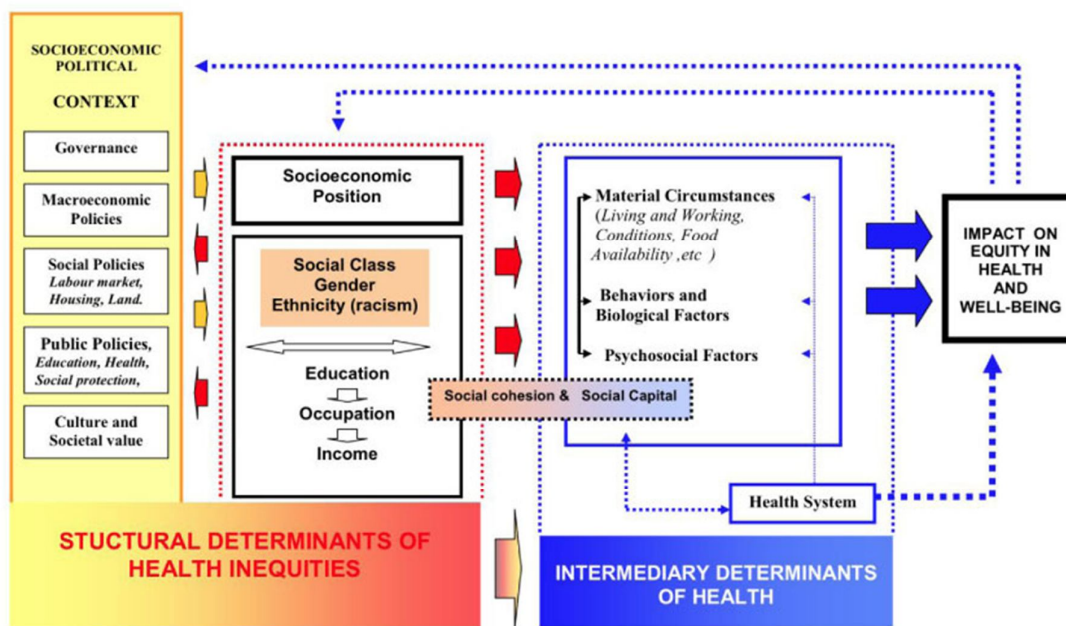 SOCIOECONOMIC
POLITICAL
CONTEXT
Governance
Macroeconomic
Policies
Social Policies
Labour market,
Housing, Land.
Public Policies,
Education, Health,
Social protection,
Culture and
Societal value
Socioeconomic
Position
Social Class
Gender
Ethnicity (racism)
Education
Occupation
Income
Social cohesion & Social Capital
Material Circumstances
(Living and Working,
Conditions, Food
Availability ,etc )
Behaviors and
Biological Factors
Psychosocial Factors
Health System
IMPACT ON
EQUITY IN
HEALTH
AND
WELL-BEING
STUCTURAL DETERMINANTS OF
HEALTH INEQUITIES
INTERMEDIARY DETERMINANTS
OF HEALTH